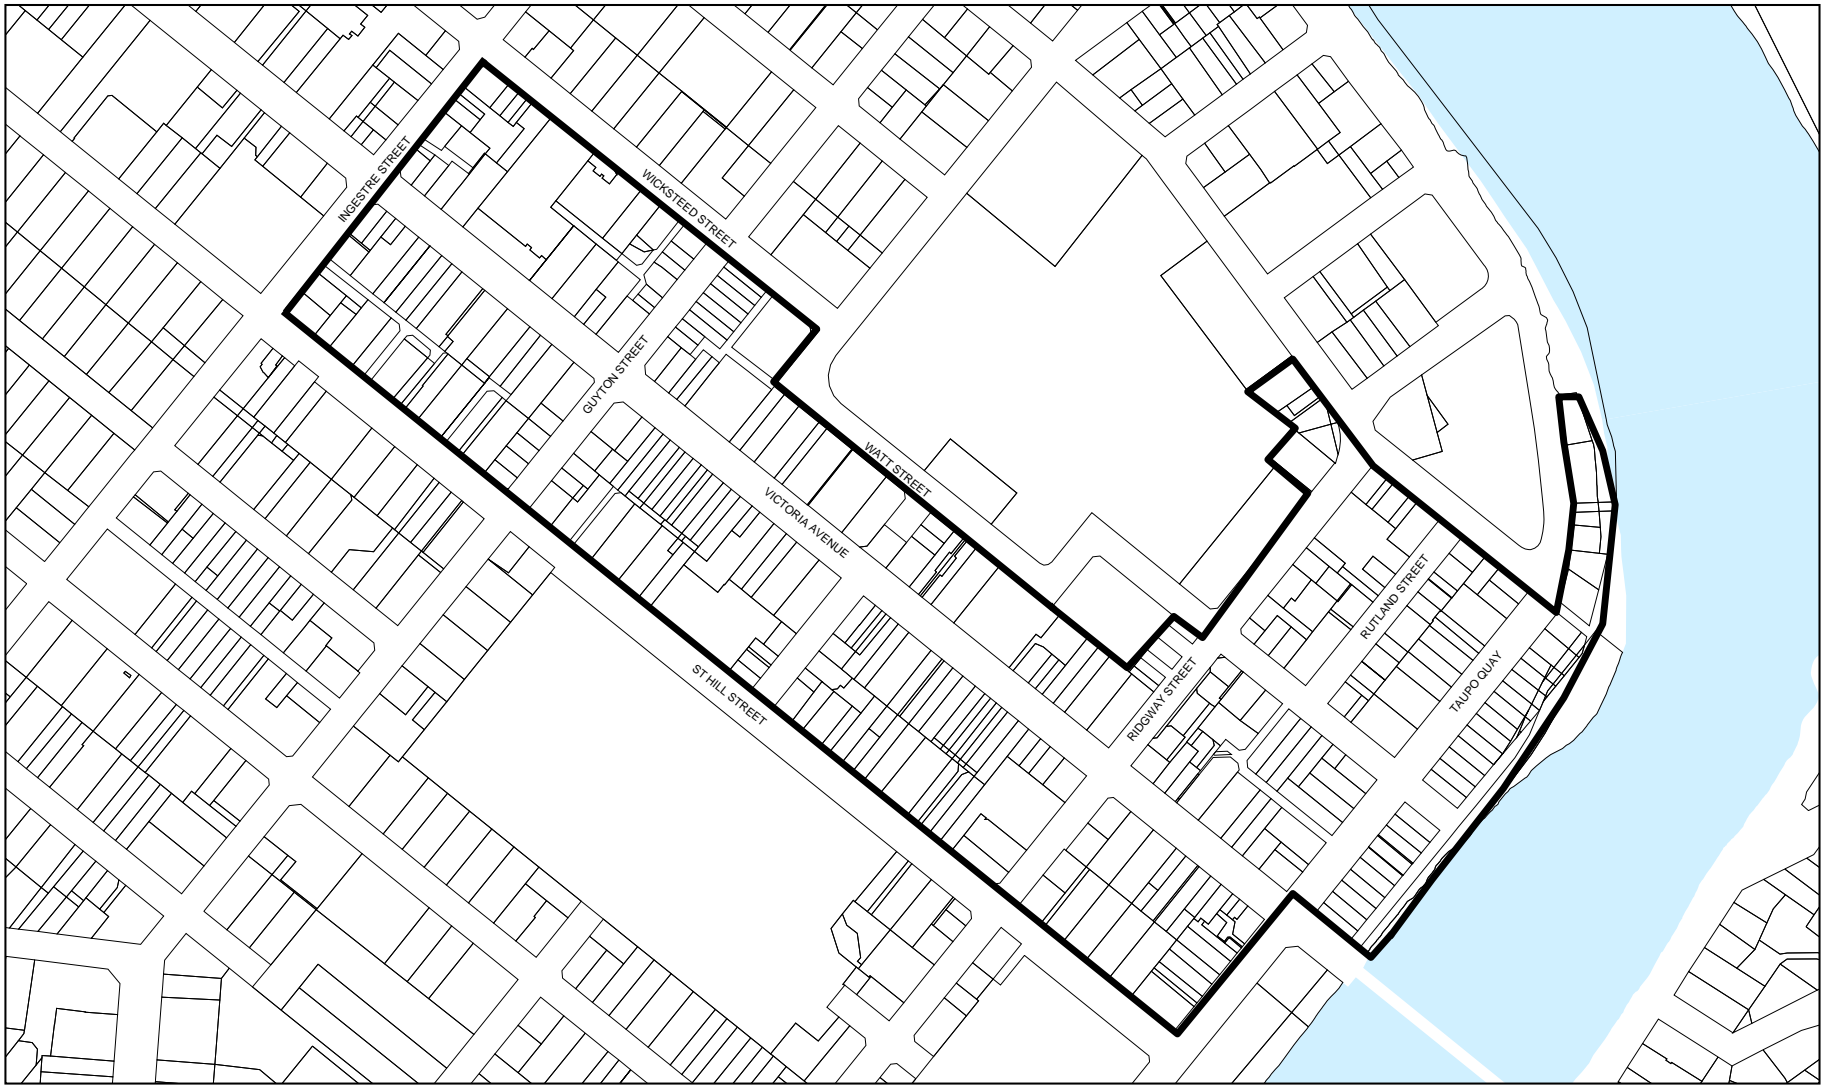 INGESTRE STREET
WICKSTEED STREET
GUYTON STREET
WATT STREET
VICTORIA AVENUE
ST HILL STREET
RUTLAND STREET
RIDGWAY STREET
TAUPO QUAY